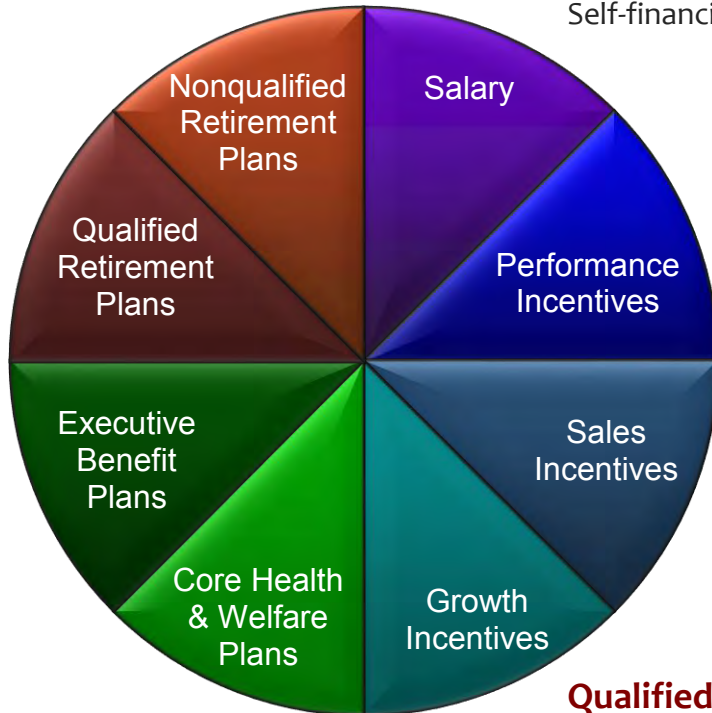 Self-financi
Nonqualified
Retirement
Plans
Salary
Performance
Incentives
Sales
Incentives
Growth
Incentives
Core Health
& Welfare
Plans
Executive
Benefit
Plans
Qualified
Retirement
Plans
Qualified